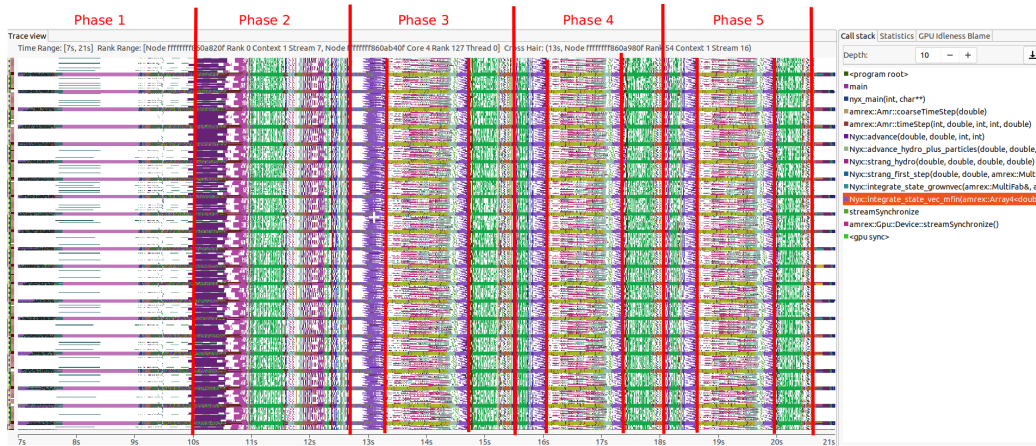 Phase 1 Phase 2 Phase 3 Phase 4 Phase 5
Trace view
Time Range: [7s, 21s] Rank Range: [Node ffffffff860a820f Rank 0 Context 1 Stream 7, Node ffffffff860ab40f Core 4 Rank 127 Thread 0] Cross Hair: (13s, Node ffffffff860a980f Rank 54 Context 1 Stream 16)
Call stack Statistics GPU Idleness Blame
Depth: 10 − +
<program root>
main
nyx_main(int, char**)
amrex::Amr::coarseTimeStep(double)
amrex::Amr::timeStep(int, double, int, int, double)
Nyx::advance(double, double, int, int)
Nyx::advance_hydro_plus_particles(double, double,
Nyx::strang_hydro(double, double, double, double)
Nyx::strang_first_step(double, double, amrex::Mult
Nyx::integrate_state_grownvec(amrex::MultiFab&, a
Nyx::integrate_state_vec_mfin(amrex::Array4<doub
streamSynchronize
amrex::Gpu::Device::streamSynchronize()
<gpu sync>
7s 8s 9s 10s 11s 12s 13s 14s 15s 16s 17s 18s 19s 20s 21s